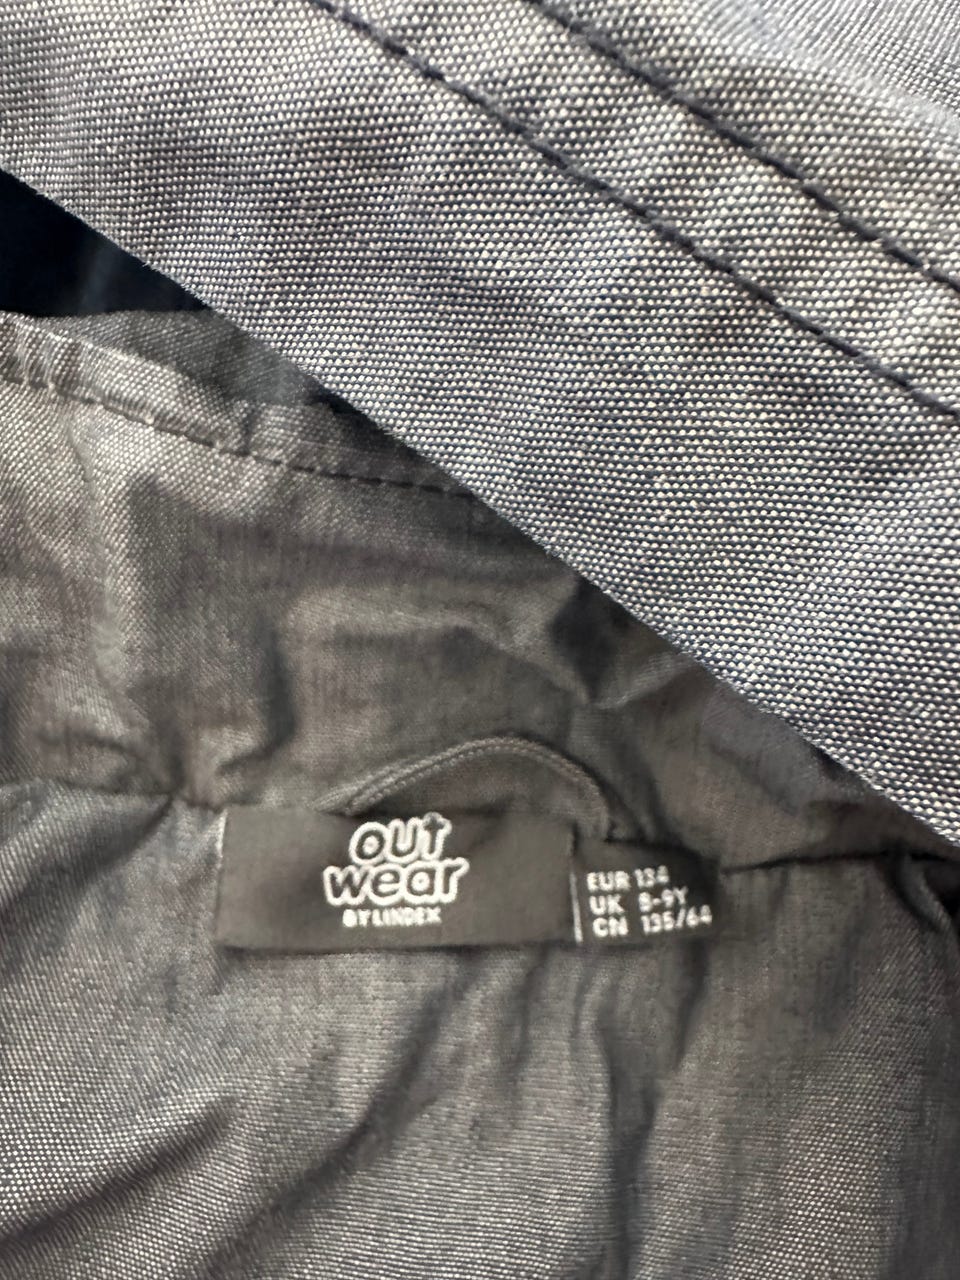 out
wear
BY LINDEX
EUR 134
UK 8-9Y
CN 135/64